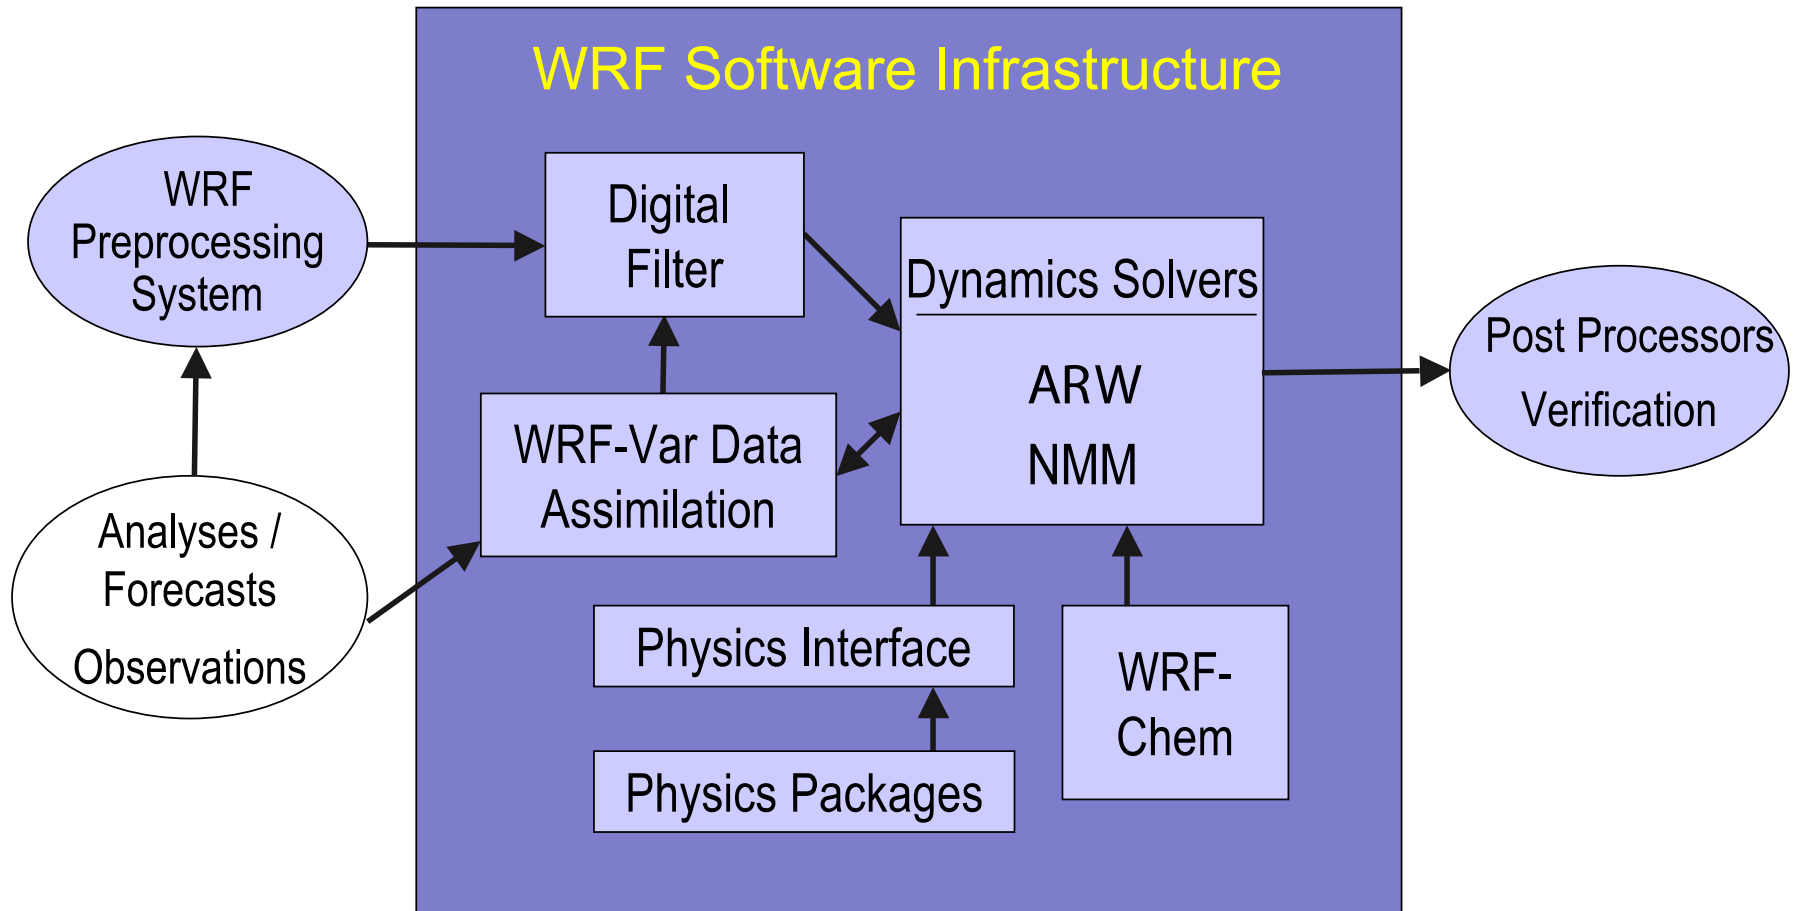 WRF Software Infrastructure
WRF
Preprocessing
System
Digital
Filter
Dynamics Solvers
ARW
NMM
Post Processors
Verification
WRF-Var Data
Assimilation
Analyses /
Forecasts
Observations
Physics Interface
WRF-
Chem
Physics Packages